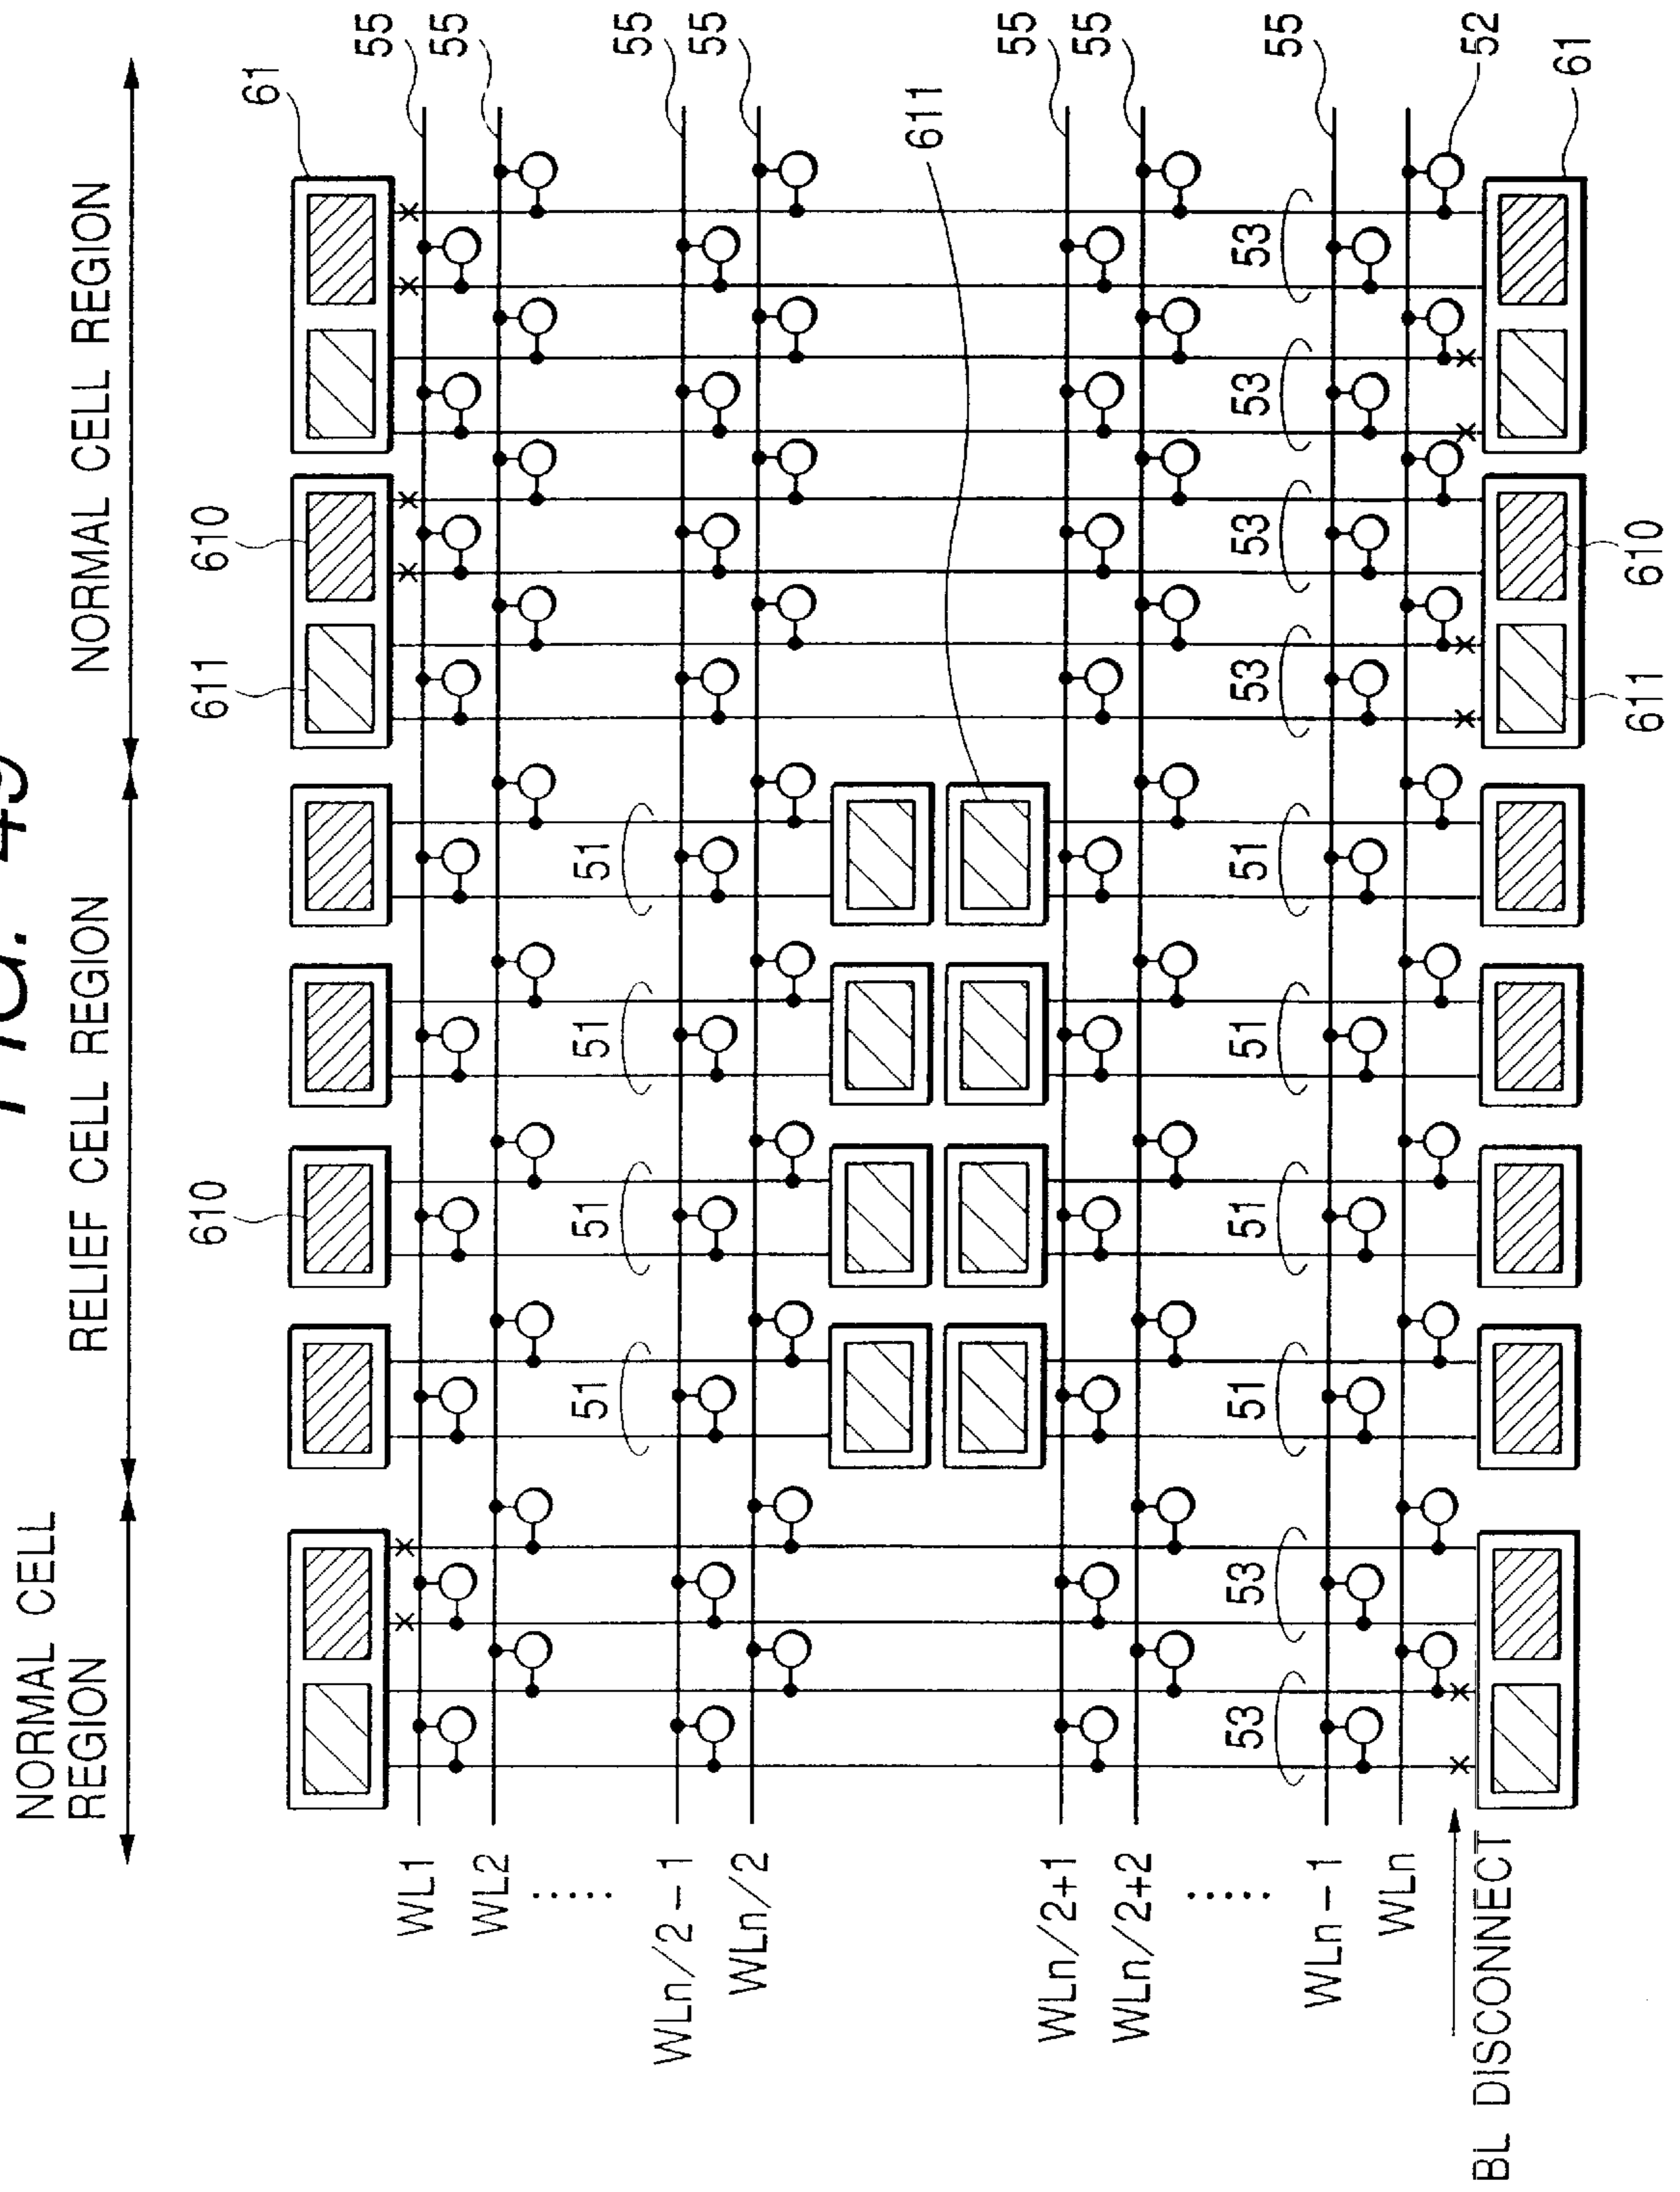 FIG. 49
NORMAL CELL
REGION
RELIEF CELL REGION
NORMAL CELL REGION
610
611
610
61
WL1
55
WL2
55
.....
51
51
51
51
WLn/2-1
55
WLn/2
55
611
WLn/2+1
55
WLn/2+2
55
.....
53
53
51
51
51
51
53
53
53
53
WLn-1
55
WLn
52
BL DISCONNECT
61
611
610